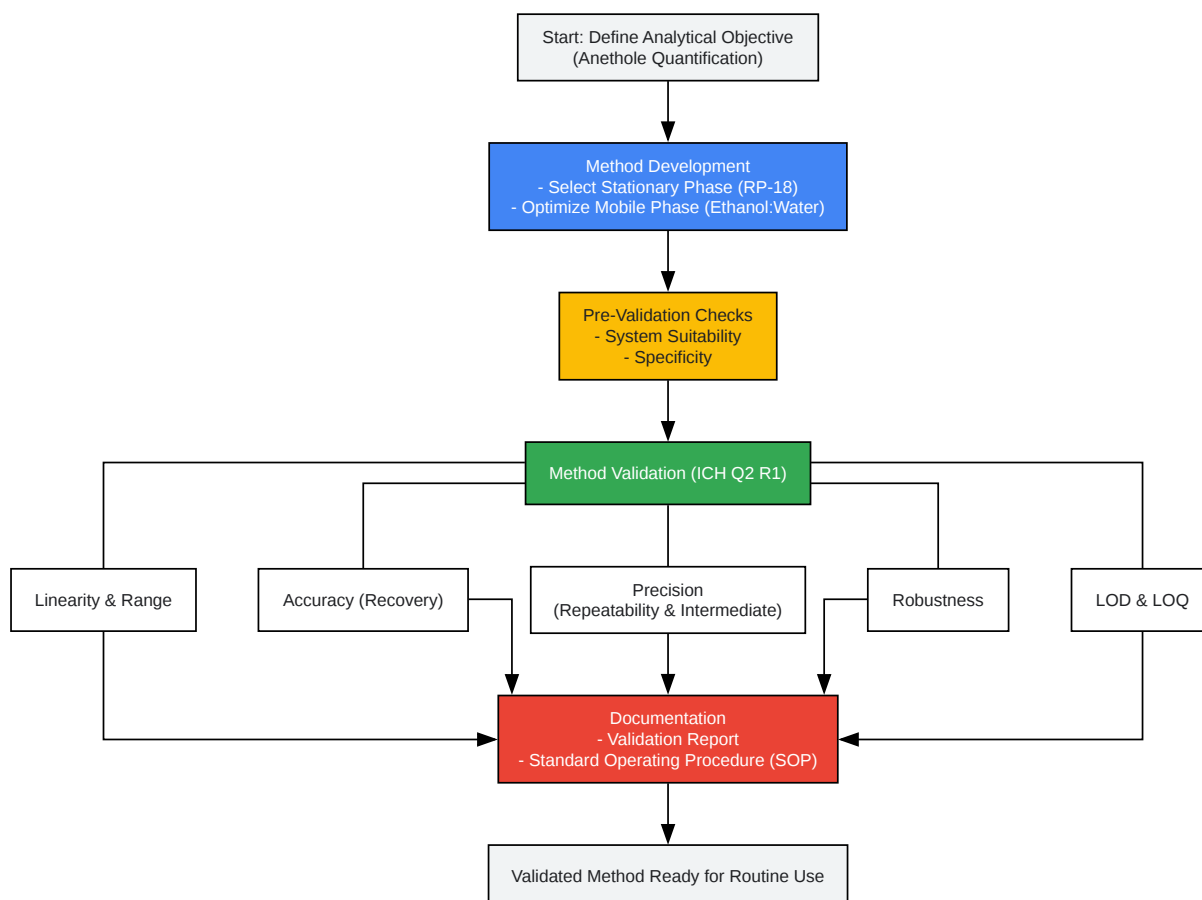 Start: Define Analytical Objective
(Anethole Quantification)
Method Development
- Select Stationary Phase (RP-18)
- Optimize Mobile Phase (Ethanol:Water)
Pre-Validation Checks
- System Suitability
- Specificity
Method Validation (ICH Q2 R1)
Linearity & Range
Accuracy (Recovery)
Precision
(Repeatability & Intermediate)
Robustness
LOD & LOQ
Documentation
- Validation Report
- Standard Operating Procedure (SOP)
Validated Method Ready for Routine Use